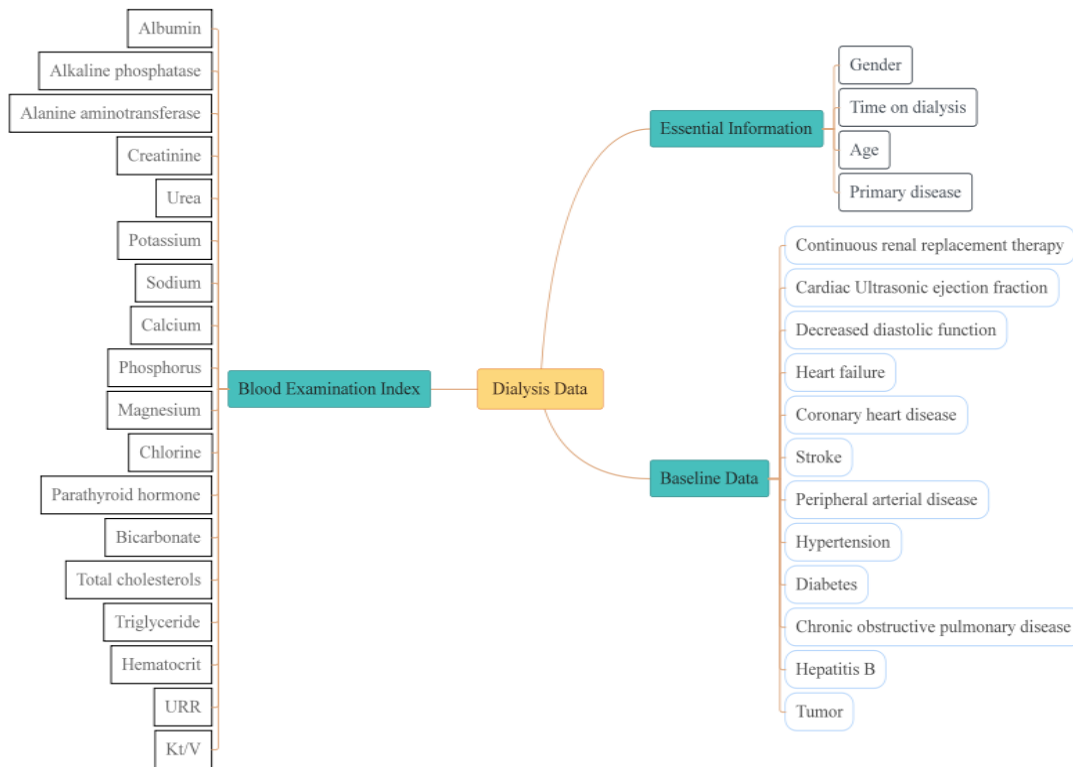 Albumin
Alkaline phosphatase
Alanine aminotransferase
Creatinine
Urea
Potassium
Sodium
Calcium
Phosphorus
Magnesium
Chlorine
Parathyroid hormone
Bicarbonate
Total cholesterols
Triglyceride
Hematocrit
URR
Kt/V
Blood Examination Index
Dialysis Data
Essential Information
Gender
Time on dialysis
Age
Primary disease
Baseline Data
Continuous renal replacement therapy
Cardiac Ultrasonic ejection fraction
Decreased diastolic function
Heart failure
Coronary heart disease
Stroke
Peripheral arterial disease
Hypertension
Diabetes
Chronic obstructive pulmonary disease
Hepatitis B
Tumor